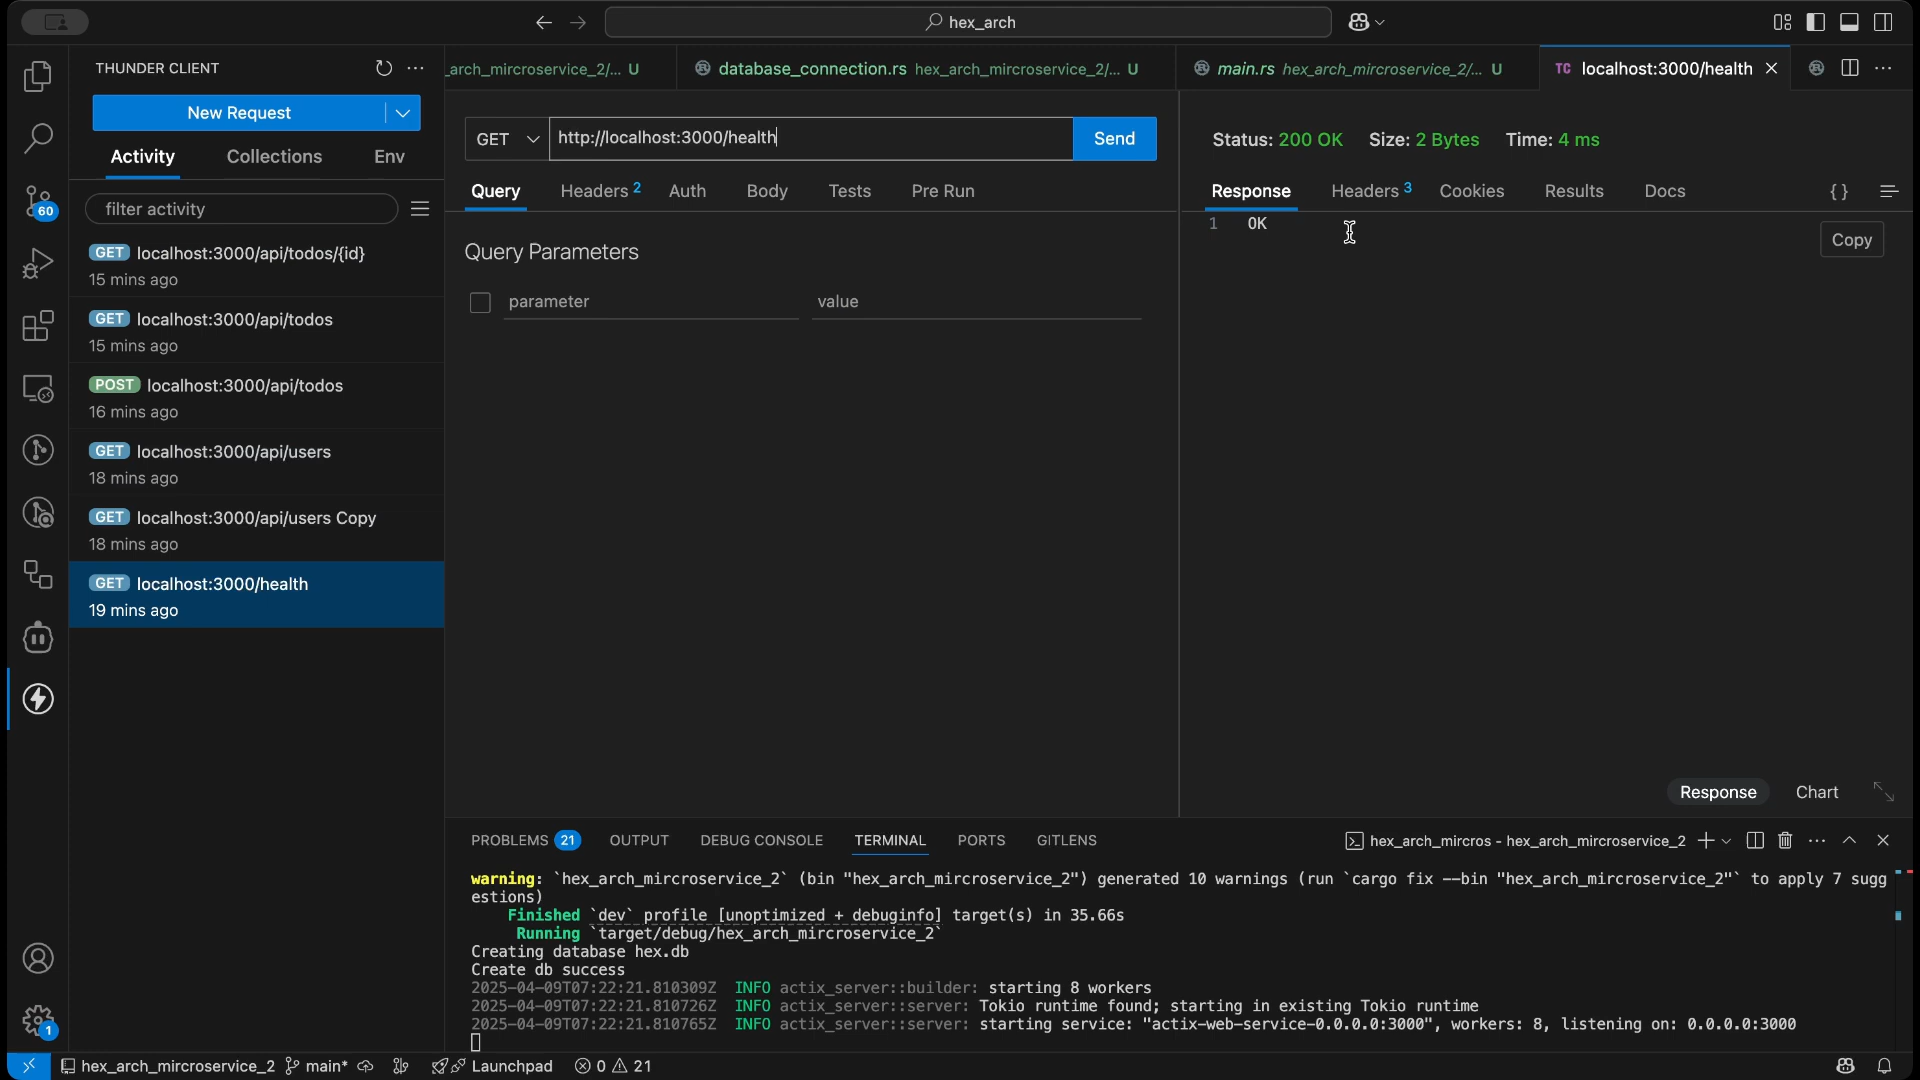 hex_arch
THUNDER CLIENT
New Request
Activity Collections Env
filter activity
GET localhost:3000/api/todos/{id}
15 mins ago
GET localhost:3000/api/todos
15 mins ago
POST localhost:3000/api/todos
16 mins ago
GET localhost:3000/api/users
18 mins ago
GET localhost:3000/api/users Copy
18 mins ago
GET localhost:3000/health
19 mins ago
60
1
_arch_mircroservice_2/... U
database_connection.rs hex_arch_mircroservice_2/... U
main.rs hex_arch_mircroservice_2/... U
TC localhost:3000/health
GET http://localhost:3000/health Send
Query Headers 2 Auth Body Tests Pre Run
Query Parameters
parameter value
Status: 200 OK Size: 2 Bytes Time: 4 ms
Response Headers 3 Cookies Results Docs {}
1 OK
Copy
Response Chart
PROBLEMS 21 OUTPUT DEBUG CONSOLE TERMINAL PORTS GITLENS
hex_arch_mircros - hex_arch_mircroservice_2
warning: `hex_arch_mircroservice_2` (bin "hex_arch_mircroservice_2") generated 10 warnings (run `cargo fix --bin "hex_arch_mircroservice_2"` to apply 7 sugg
estions)
Finished `dev` profile [unoptimized + debuginfo] target(s) in 35.66s
Running `target/debug/hex_arch_mircroservice_2`
Creating database hex.db
Create db success
2025-04-09T07:22:21.810309Z INFO actix_server::builder: starting 8 workers
2025-04-09T07:22:21.810726Z INFO actix_server::server: Tokio runtime found; starting in existing Tokio runtime
2025-04-09T07:22:21.810765Z INFO actix_server::server: starting service: "actix-web-service-0.0.0.0:3000", workers: 8, listening on: 0.0.0.0:3000
hex_arch_mircroservice_2 main* Launchpad 0 21